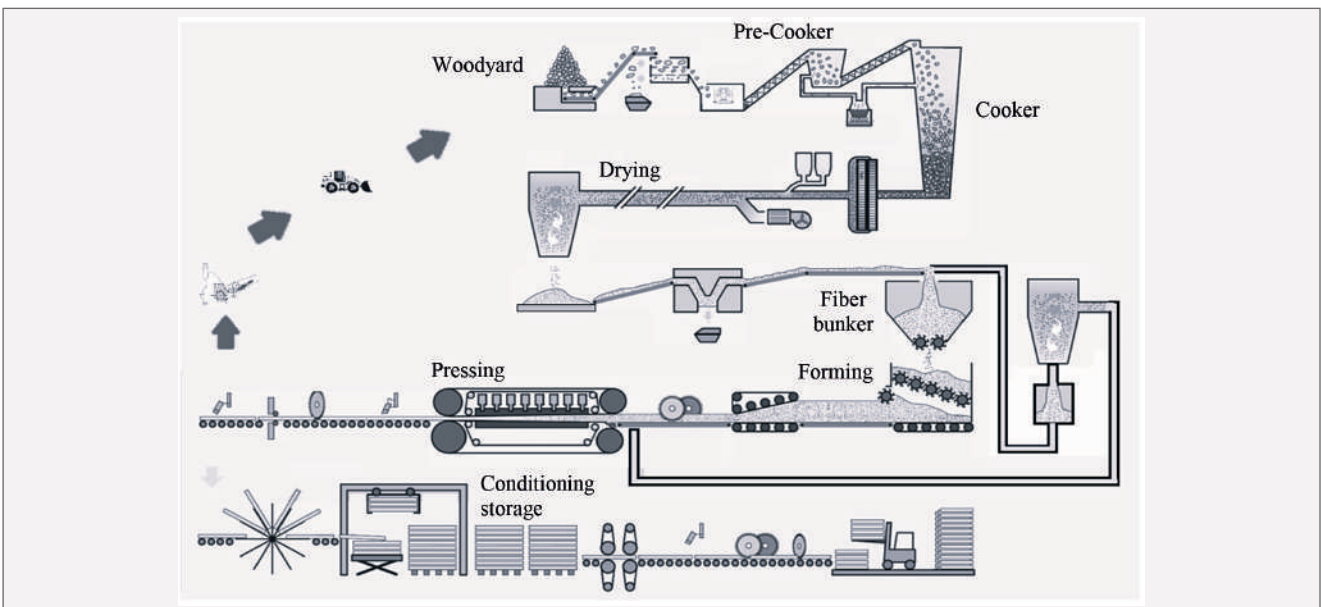 Pre-Cooker
Woodyard
Cooker
Drying
Fiber
bunker
Pressing
Forming
Conditioning
storage